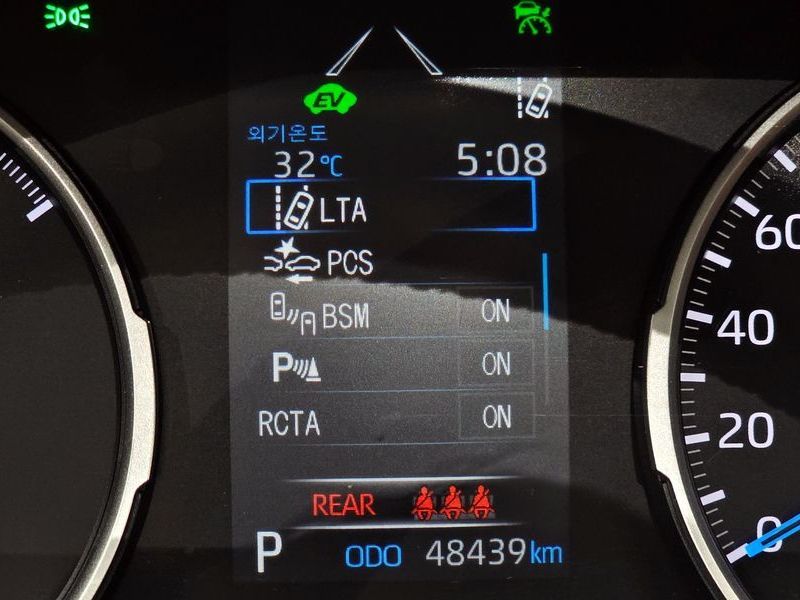 EV
외기온도
32℃ 5:08
LTA
PCS
BSM ON
P ON
RCTA ON
REAR
P ODO 48439km
60
40
20
0